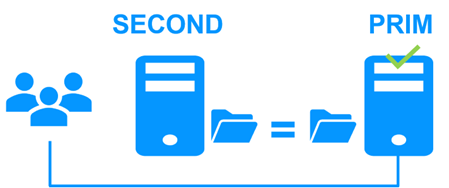 SECOND PRIM
=